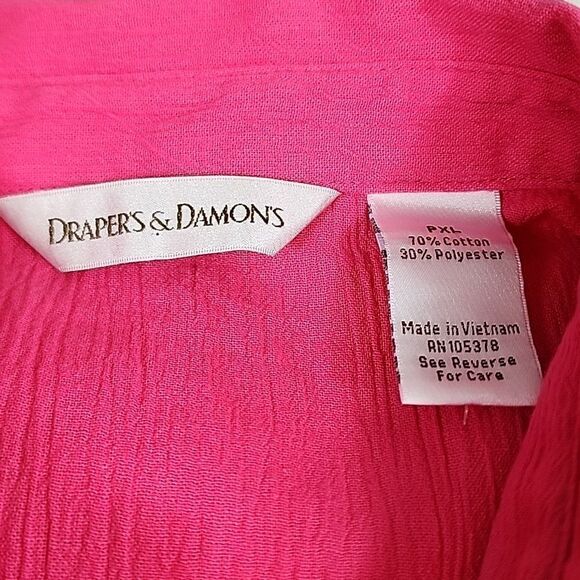 DRAPER'S & DAMON'S
PXL
70% Cotton
30% Polyester
Made in Vietnam
RN105378
See Reverse
For Care